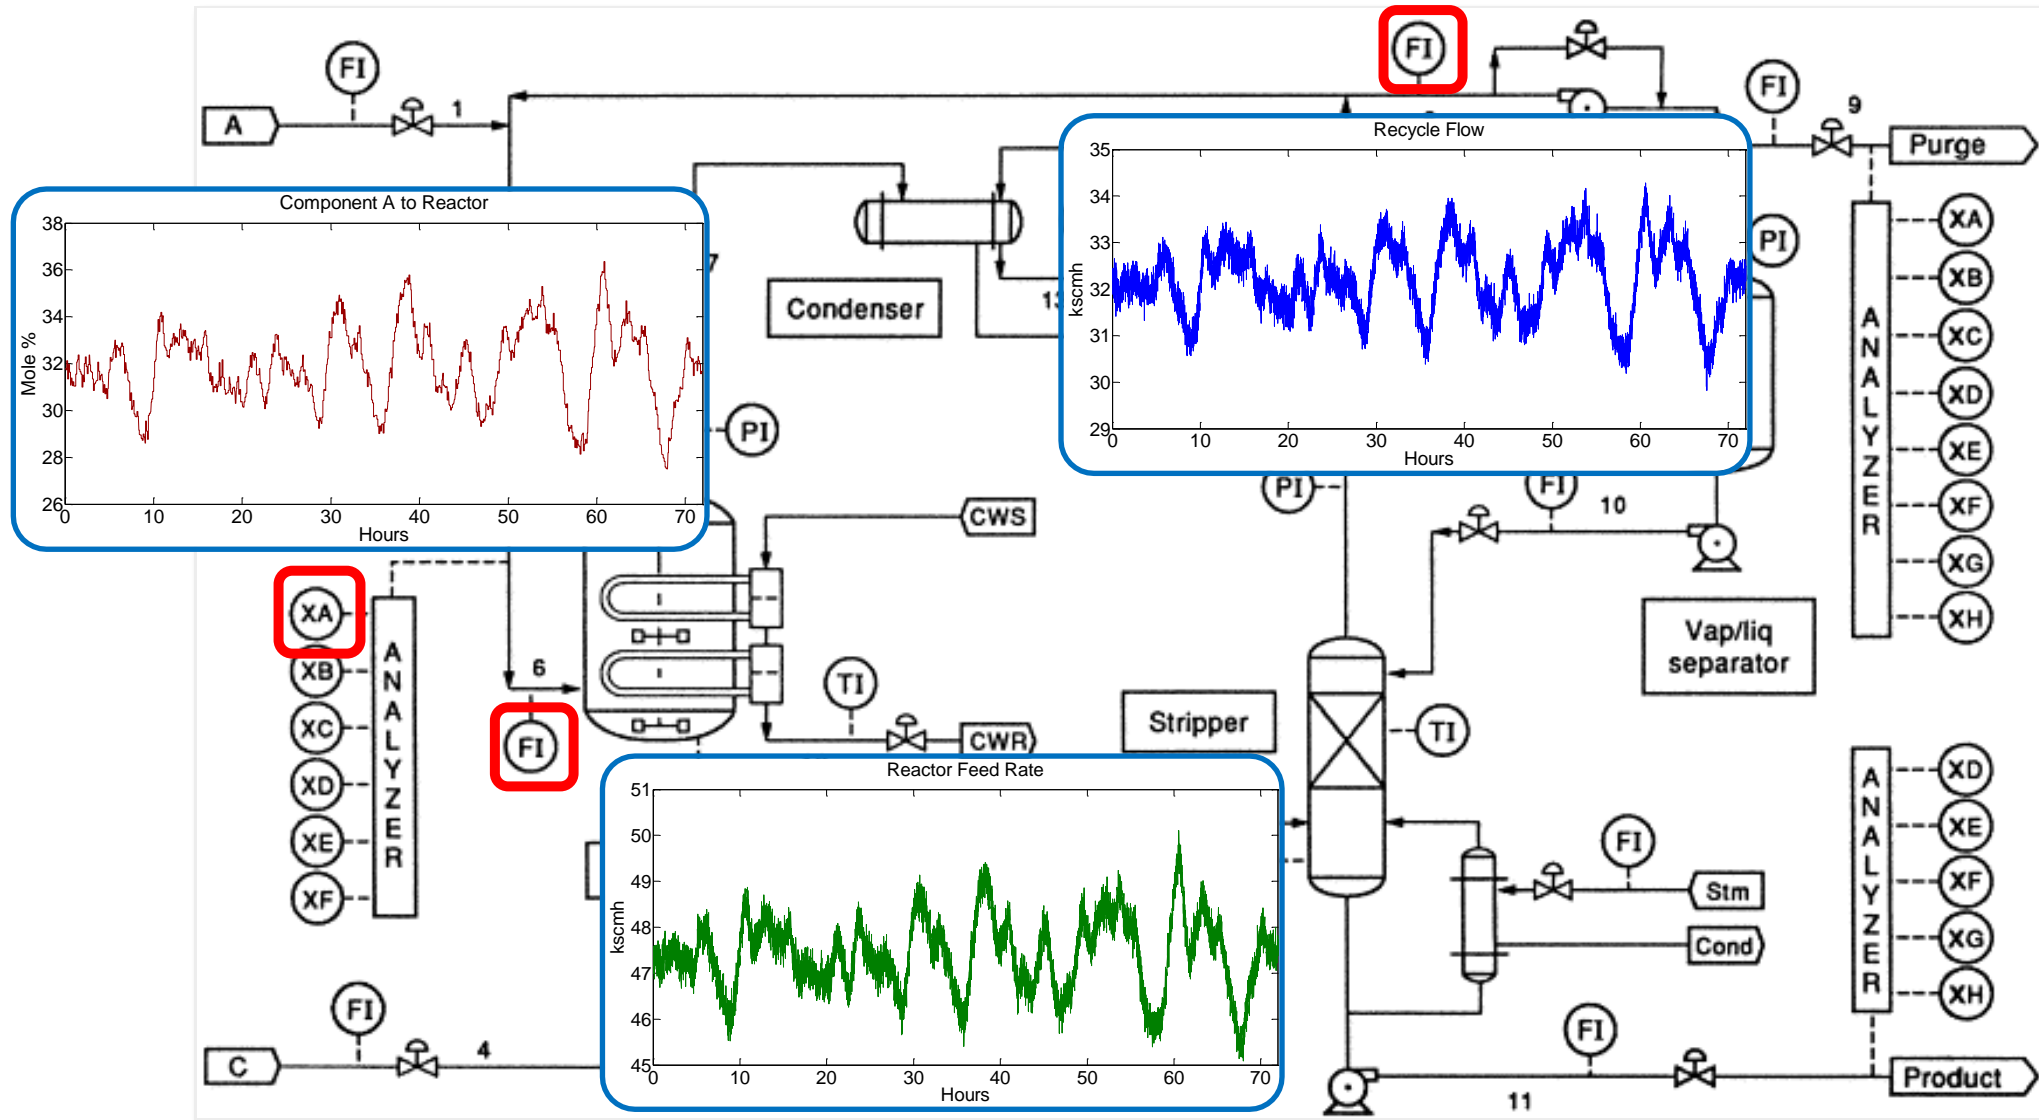 FI
FI
FI
A
1
9
Purge
Recycle Flow
35
34
33
32
31
30
29
kscmh
0 10 20 30 40 50 60 70
Hours
Component A to Reactor
38
36
34
32
30
28
26
Mole %
0 10 20 30 40 50 60 70
Hours
7
Condenser
13
PI
PI
PI
XA
XB
XC
XD
XE
XF
XG
XH
ANALYZER
CWS
FI
10
XA
XB
XC
XD
XE
XF
ANALYZER
6
FI
TI
CWR
Vap/liq
separator
Stripper
TI
Reactor Feed Rate
51
50
49
48
47
46
45
kscmh
0 10 20 30 40 50 60 70
Hours
XD
XE
XF
XG
XH
ANALYZER
FI
Stm
Cond
FI
C
4
FI
11
Product